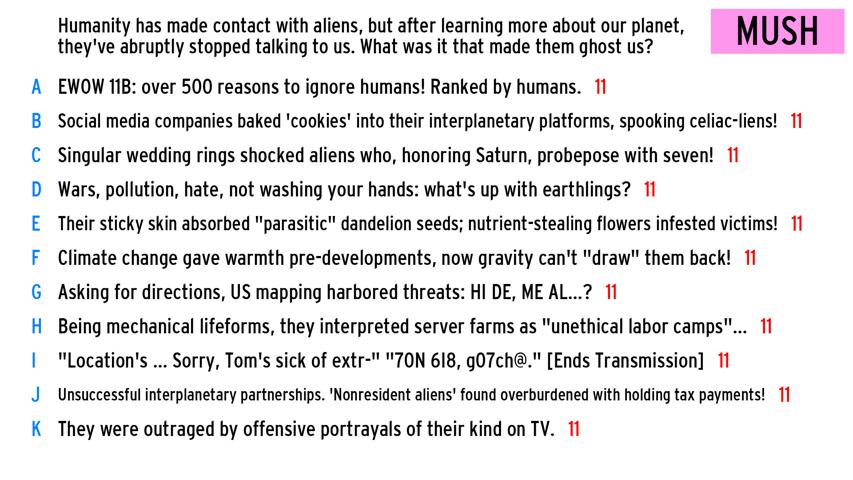 Humanity has made contact with aliens, but after learning more about our planet,
they've abruptly stopped talking to us. What was it that made them ghost us?
MUSH
A EWOW 11B: over 500 reasons to ignore humans! Ranked by humans. 11
B Social media companies baked 'cookies' into their interplanetary platforms, spooking celiac-liens! 11
C Singular wedding rings shocked aliens who, honoring Saturn, probepose with seven! 11
D Wars, pollution, hate, not washing your hands: what's up with earthlings? 11
E Their sticky skin absorbed "parasitic" dandelion seeds; nutrient-stealing flowers infested victims! 11
F Climate change gave warmth pre-developments, now gravity can't "draw" them back! 11
G Asking for directions, US mapping harbored threats: HI DE, ME AL...? 11
H Being mechanical lifeforms, they interpreted server farms as "unethical labor camps"... 11
I "Location's ... Sorry, Tom's sick of extr-" "70N 6I8, g07ch@." [Ends Transmission] 11
J Unsuccessful interplanetary partnerships. 'Nonresident aliens' found overburdened with holding tax payments! 11
K They were outraged by offensive portrayals of their kind on TV. 11